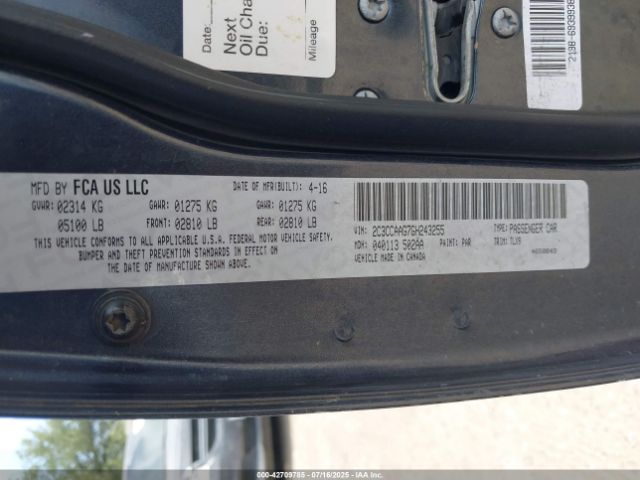 Date:
Next
Oil Cha
Due:
Mileage
MFD BY FCA US LLC
DATE OF MFR(BUILT): 4-16
GVWR: 02314 KG
GAWR: 01275 KG
GAWR: 01275 KG
05100 LB
FRONT: 02810 LB
REAR: 02810 LB
THIS VEHICLE CONFORMS TO ALL APPLICABLE U.S.A. FEDERAL MOTOR VEHICLE SAFETY,
BUMPER AND THEFT PREVENTION STANDARDS IN EFFECT ON
THE DATE OF MANUFACTURE SHOWN ABOVE.
VIN: 2C3CCAAG7GH243255
TYPE: PASSENGER CAR
MDH: 040113 502AA
PAINT: PAR
TRIM: TLX9
VEHICLE MADE IN CANADA
000-42709785 - 07/16/2025 - IAAI.COM